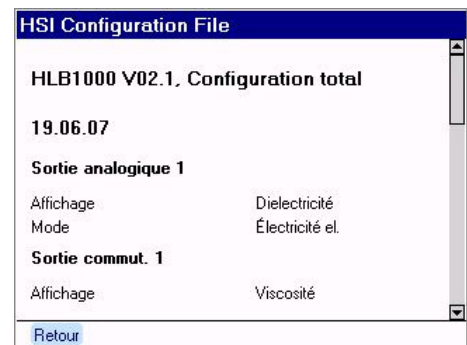 HSI Configuration File
HLB1000 V02.1, Configuration total
19.06.07
Sortie analogique 1
Affichage Dielectricité
Mode Électricité el.
Sortie commut. 1
Affichage Viscosité
Retour